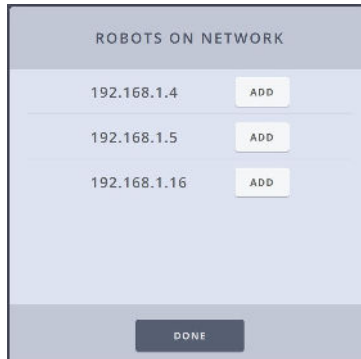 ROBOTS ON NETWORK
192.168.1.4 ADD
192.168.1.5 ADD
192.168.1.16 ADD
DONE